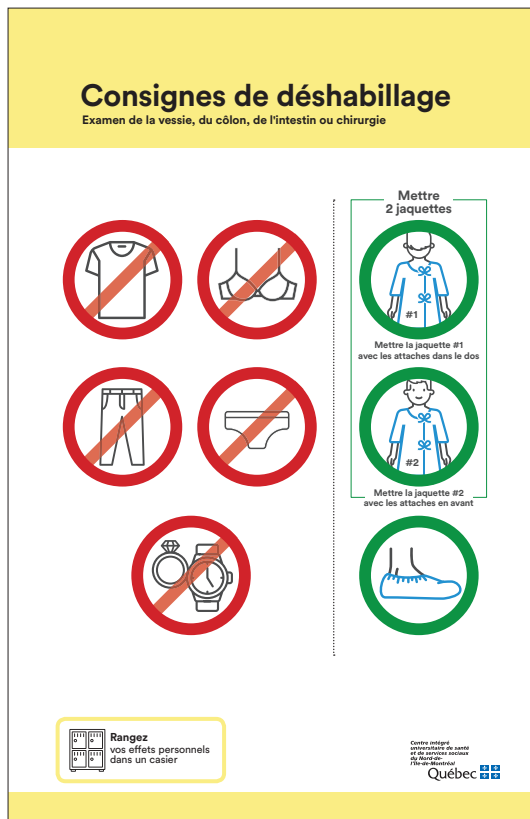 Consignes de déshabillage
Examen de la vessie, du côlon, de l'intestin ou chirurgie
Mettre
2 jaquettes
#1
Mettre la jaquette #1
avec les attaches dans le dos
#2
Mettre la jaquette #2
avec les attaches en avant
Rangez
vos effets personnels
dans un casier
Centre intégré
universitaire de santé
et de services sociaux
du Nord-de-
l'Île-de-Montréal
Québec